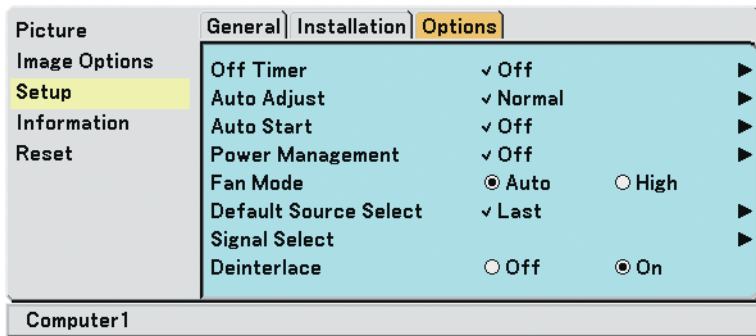 Picture
Image Options
Setup
Information
Reset
General Installation Options
Off Timer Off
Auto Adjust Normal
Auto Start Off
Power Management Off
Fan Mode Auto High
Default Source Select Last
Signal Select
Deinterlace Off On
Computer1